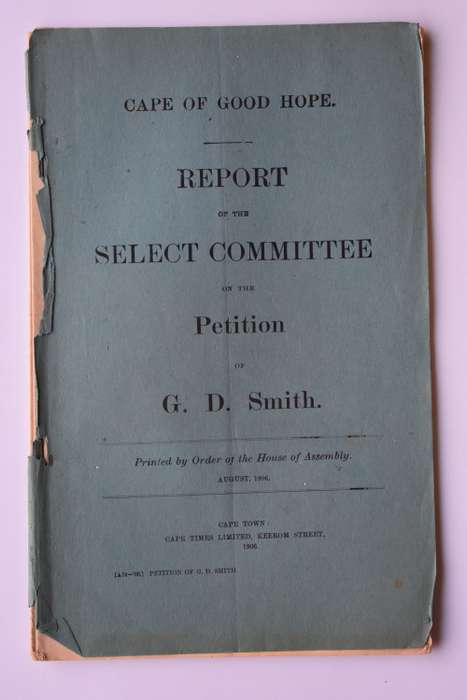 CAPE OF GOOD HOPE.
REPORT
OF THE
SELECT COMMITTEE
ON THE
Petition
OF
G. D. Smith.
Printed by Order of the House of Assembly.
AUGUST, 1906.
CAPE TOWN:
CAPE TIMES LIMITED, KEEROM STREET,
1906.
PETITION OF G. D. SMITH.